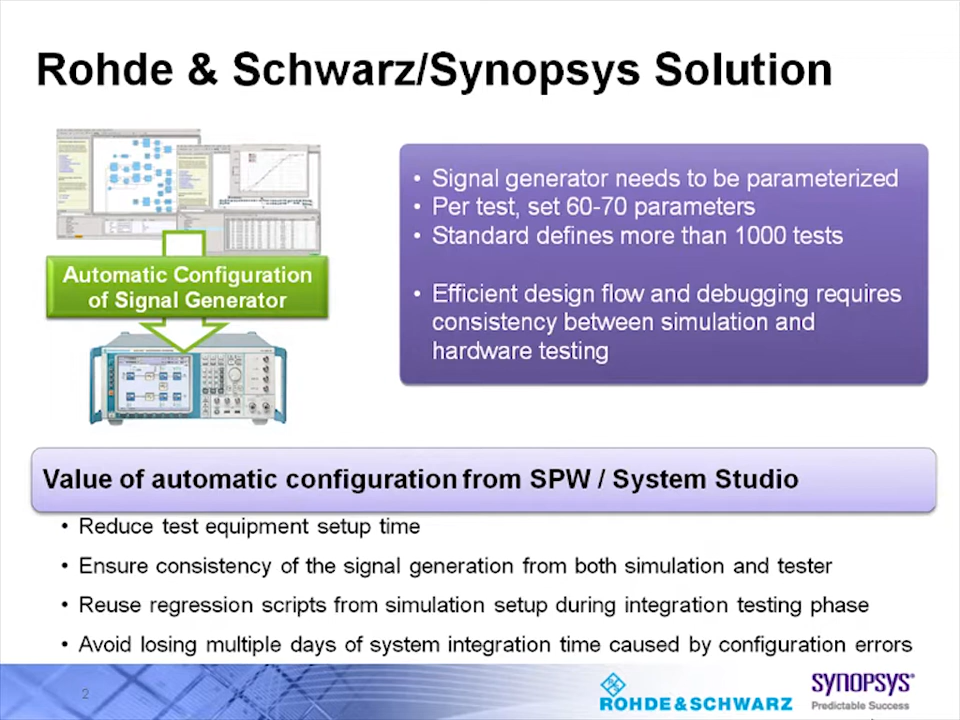 Rohde & Schwarz/Synopsys Solution
Automatic Configuration
of Signal Generator
• Signal generator needs to be parameterized
• Per test, set 60-70 parameters
• Standard defines more than 1000 tests
• Efficient design flow and debugging requires
consistency between simulation and
hardware testing
Value of automatic configuration from SPW / System Studio
• Reduce test equipment setup time
• Ensure consistency of the signal generation from both simulation and tester
• Reuse regression scripts from simulation setup during integration testing phase
• Avoid losing multiple days of system integration time caused by configuration errors
2
ROHDE & SCHWARZ
SYNOPSYS®
Predictable Success